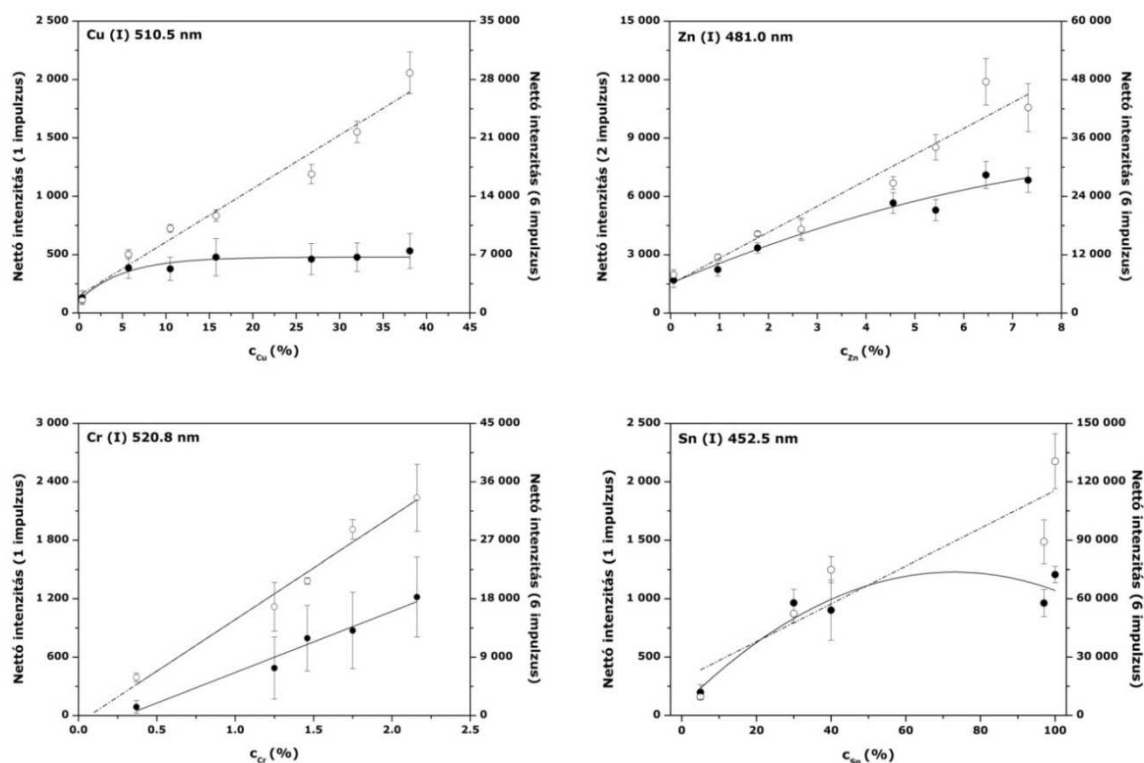 Cu (I) 510.5 nm
Nettó intenzitás (1 impulzus)
2 500
2 000
1 500
1 000
500
0
35 000
28 000
21 000
14 000
7 000
0
Nettó intenzitás (6 impulzus)
0 5 10 15 20 25 30 35 40 45
cCu (%)
Zn (I) 481.0 nm
Nettó intenzitás (2 impulzus)
15 000
12 000
9 000
6 000
3 000
0
60 000
48 000
36 000
24 000
12 000
0
Nettó intenzitás (6 impulzus)
0 1 2 3 4 5 6 7 8
cZn (%)
Cr (I) 520.8 nm
Nettó intenzitás (1 impulzus)
3 000
2 400
1 800
1 200
600
0
45 000
36 000
27 000
18 000
9 000
0
Nettó intenzitás (6 impulzus)
0.0 0.5 1.0 1.5 2.0 2.5
cCr (%)
Sn (I) 452.5 nm
Nettó intenzitás (1 impulzus)
2 500
2 000
1 500
1 000
500
0
150 000
120 000
90 000
60 000
30 000
0
Nettó intenzitás (6 impulzus)
0 20 40 60 80 100
cSn (%)